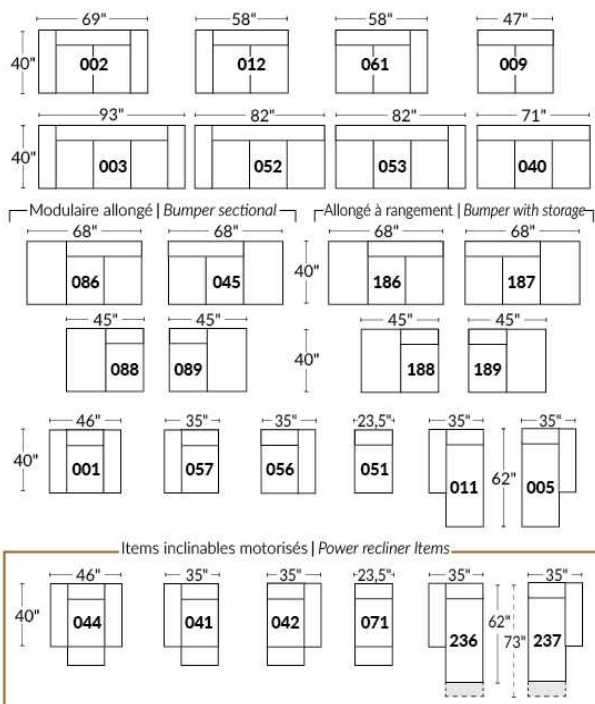 69" 58" 58" 47"
40" 002 012 061 009
93" 82" 82" 71"
40" 003 052 053 040
Modulaire allongé | Bumper sectional Allongé à rangement | Bumper with storage
68" 68" 68" 68"
086 045 40" 186 187
45" 45" 45" 45"
088 089 40" 188 189
46" 35" 35" 23,5" 35" 35"
40" 001 057 056 051 011 62" 005
Items inclinables motorisés | Power recliner Items
46" 35" 35" 23,5" 35" 35"
40" 044 041 042 071 236 62" 73" 237